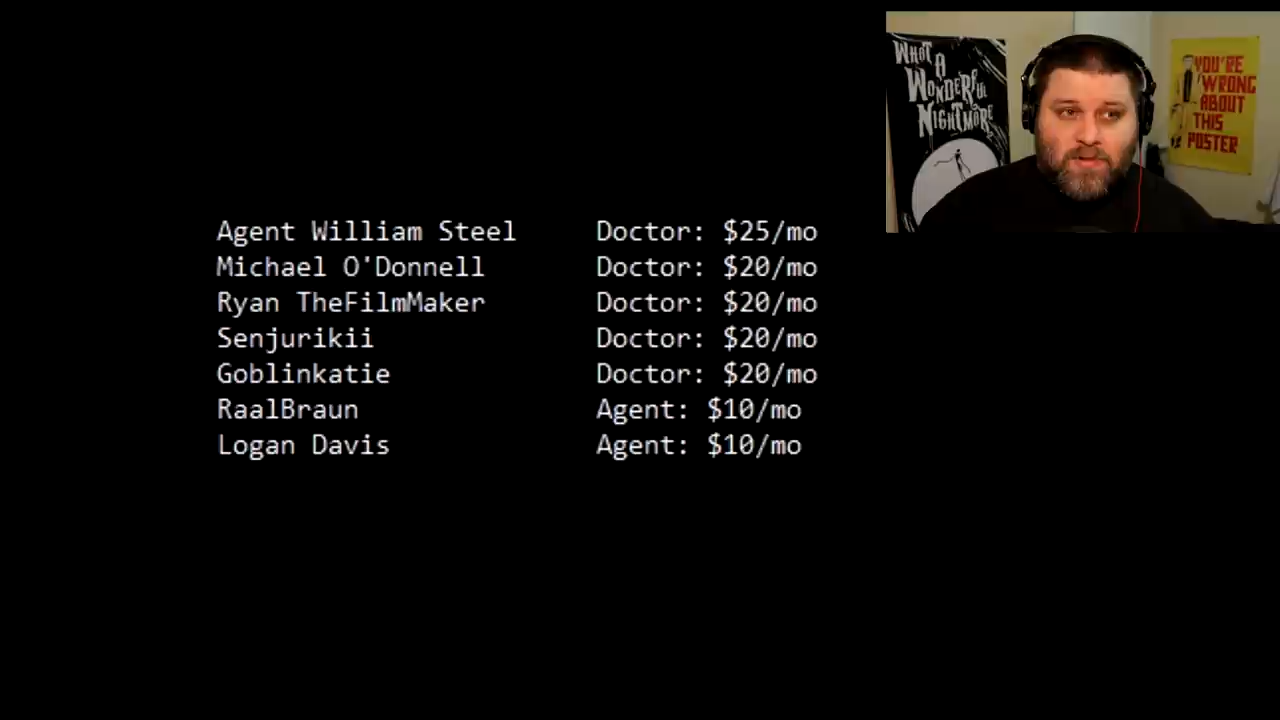 WHAT
A
WONDERFUL
NIGHTMARE
YOU'RE
WRONG
ABOUT
THIS
POSTER
Agent William Steel Doctor: $25/mo
Michael O'Donnell Doctor: $20/mo
Ryan TheFilmMaker Doctor: $20/mo
Senjurikii Doctor: $20/mo
Goblinkatie Doctor: $20/mo
RaalBraun Agent: $10/mo
Logan Davis Agent: $10/mo